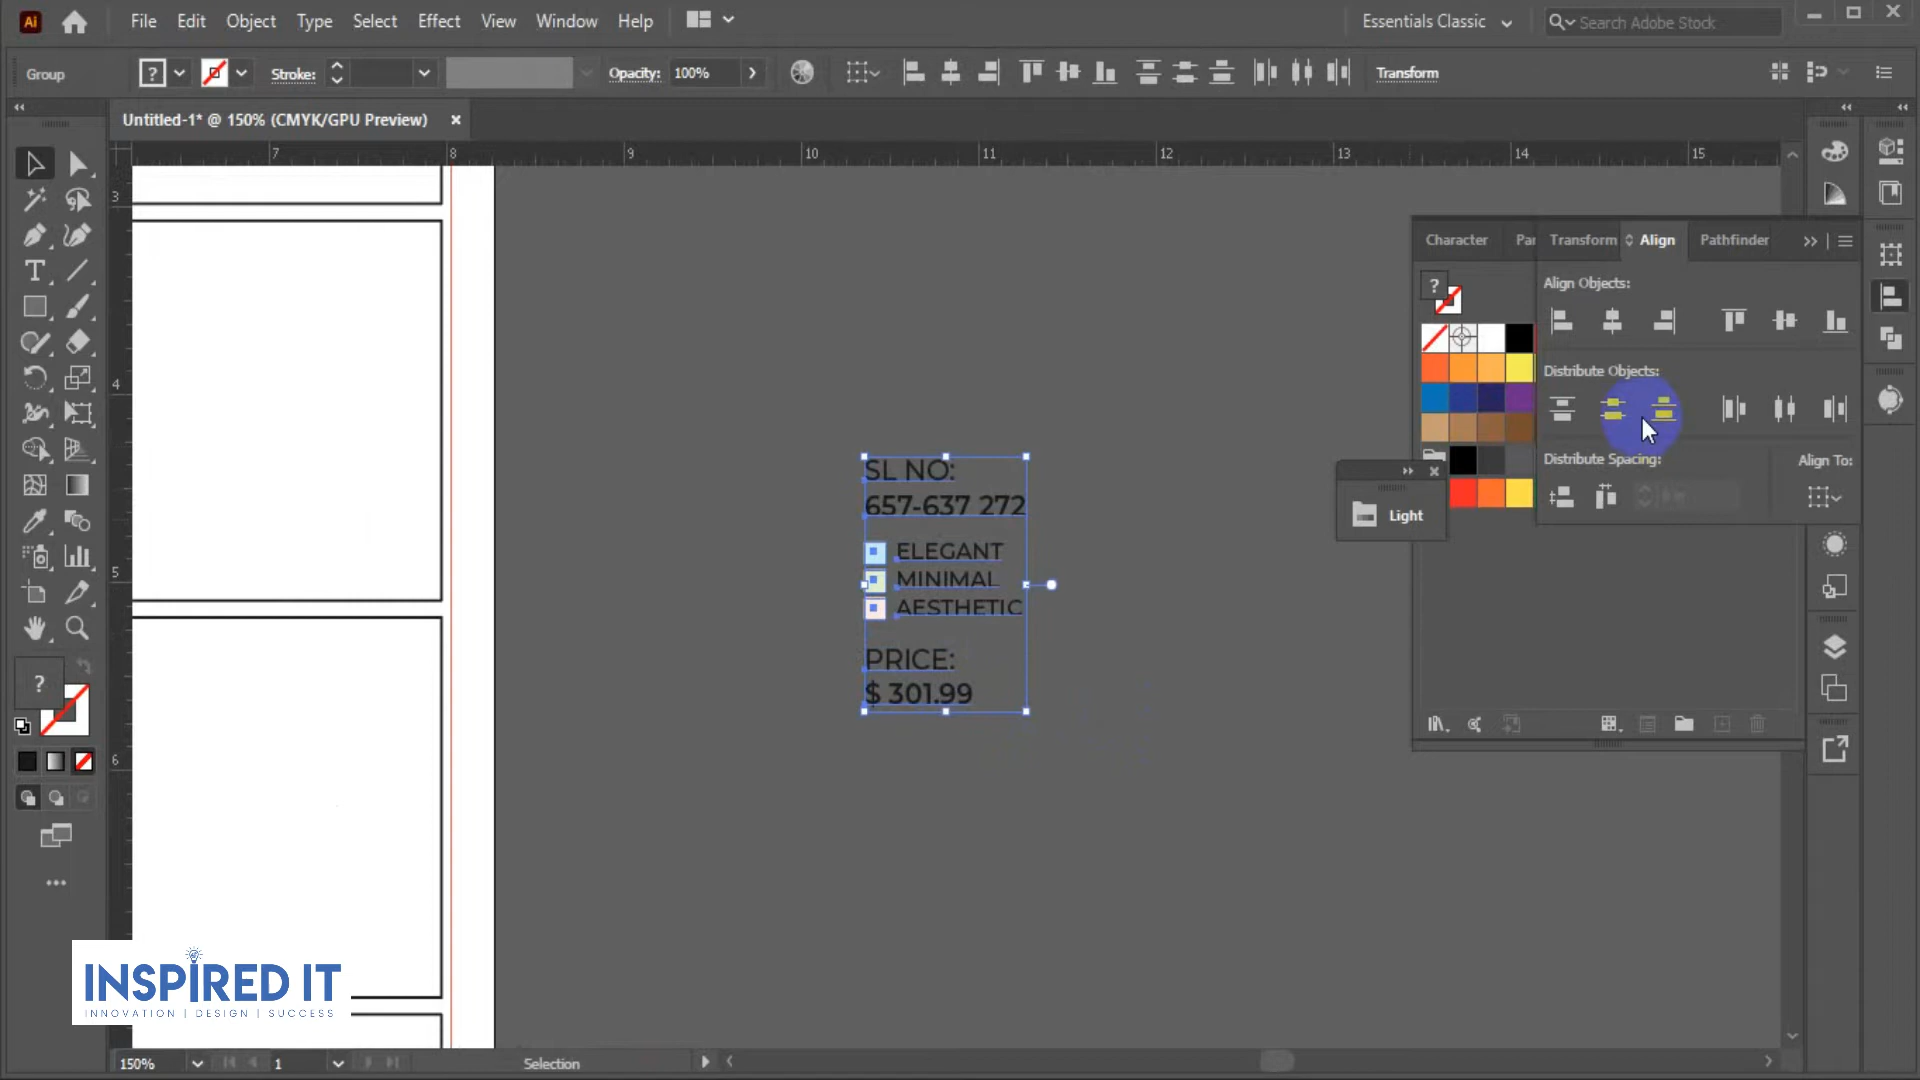 Ai File Edit Object Type Select Effect View Window Help Essentials Classic Search Adobe Stock
Group ? Stroke: Opacity: 100% Transform
Untitled-1* @ 150% (CMYK/GPU Preview) ×
7 8 9 10 11 12 13 14 15
3
4
5
6
T
?
Character Transform Align Pathfinder
?
Align Objects:
Distribute Objects:
Distribute Spacing: Align To:
Light
SL NO:
657-637 272
ELEGANT
MINIMAL
AESTHETIC
PRICE:
$ 301.99
INSPIRED IT
INNOVATION | DESIGN | SUCCESS
150% 1 Selection